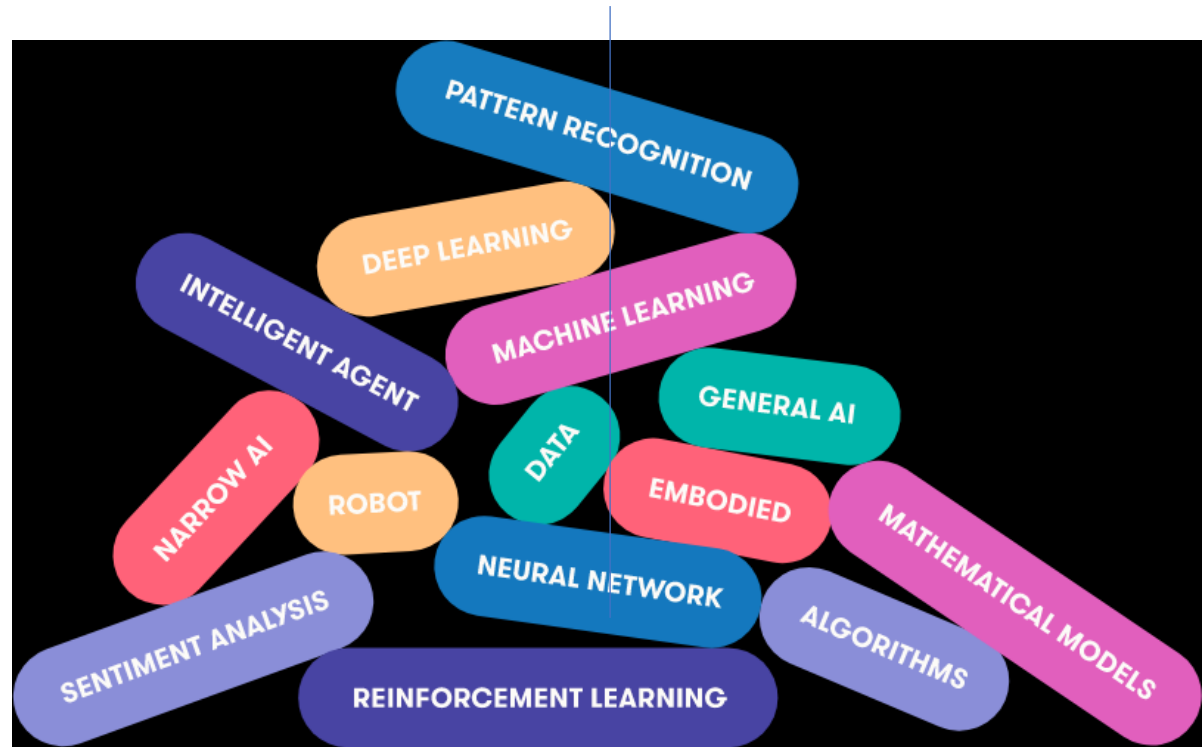 PATTERN RECOGNITION
DEEP LEARNING
INTELLIGENT AGENT
MACHINE LEARNING
GENERAL AI
DATA
NARROW AI
ROBOT
EMBODIED
MATHEMATICAL MODELS
NEURAL NETWORK
SENTIMENT ANALYSIS
ALGORITHMS
REINFORCEMENT LEARNING